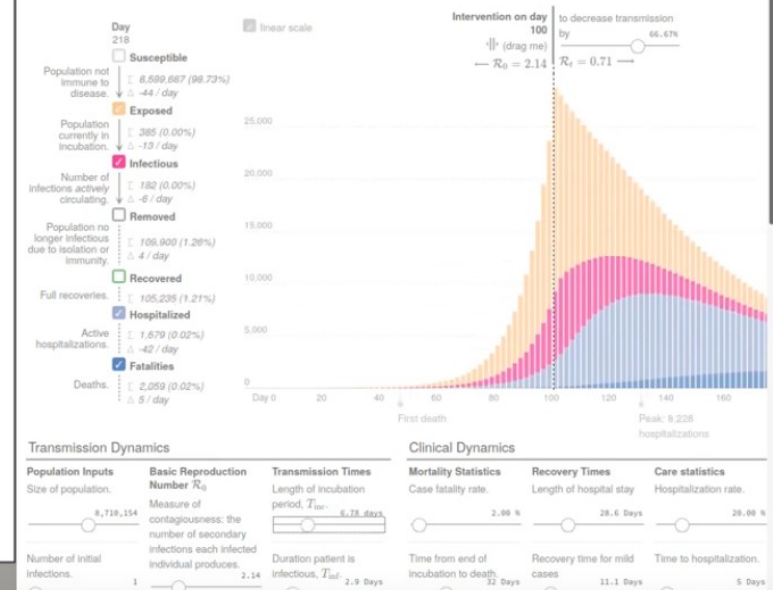 Day
218
linear scale
Intervention on day
100
(drag me)
← R₀ = 2.14
to decrease transmission
by
66.67%
Rₜ = 0.71 →
Susceptible
Population not
immune to
disease.
Σ 8,599,667 (98.73%)
Δ -44 / day
Exposed
Population
currently in
incubation.
Σ 385 (0.00%)
Δ -13 / day
Infectious
Number of
infections actively
circulating.
Σ 182 (0.00%)
Δ -6 / day
Removed
Population no
longer infectious
due to isolation or
immunity.
Σ 109,900 (1.26%)
Δ 4 / day
Recovered
Full recoveries.
Σ 105,235 (1.21%)
Hospitalized
Active
hospitalizations.
Σ 1,679 (0.02%)
Δ -42 / day
Fatalities
Deaths.
Σ 2,059 (0.02%)
Δ 5 / day
25,000
20,000
15,000
10,000
5,000
0
Day 0 20 40 60 80 100 120 140 160
First death
Peak: 8,228
hospitalizations
Transmission Dynamics
Population Inputs
Size of population.
8,710,154
Number of initial
infections.
1
Basic Reproduction
Number R₀
Measure of
contagiousness: the
number of secondary
infections each infected
individual produces.
2.14
Transmission Times
Length of incubation
period, Tinc.
6.78 days
Duration patient is
infectious, Tinf.
2.9 Days
Clinical Dynamics
Mortality Statistics
Case fatality rate.
2.00 %
Time from end of
incubation to death.
32 Days
Recovery Times
Length of hospital stay
28.6 Days
Recovery time for mild
cases
11.1 Days
Care statistics
Hospitalization rate.
20.00 %
Time to hospitalization.
5 Days